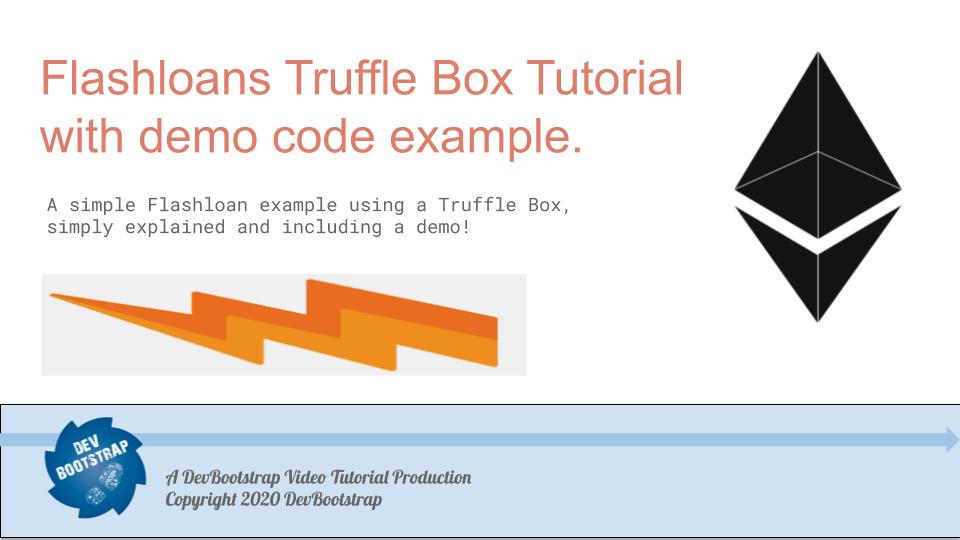 Flashloans Truffle Box Tutorial
with demo code example.
A simple Flashloan example using a Truffle Box,
simply explained and including a demo!
DEV
BOOTSTRAP
A DevBootstrap Video Tutorial Production
Copyright 2020 DevBootstrap